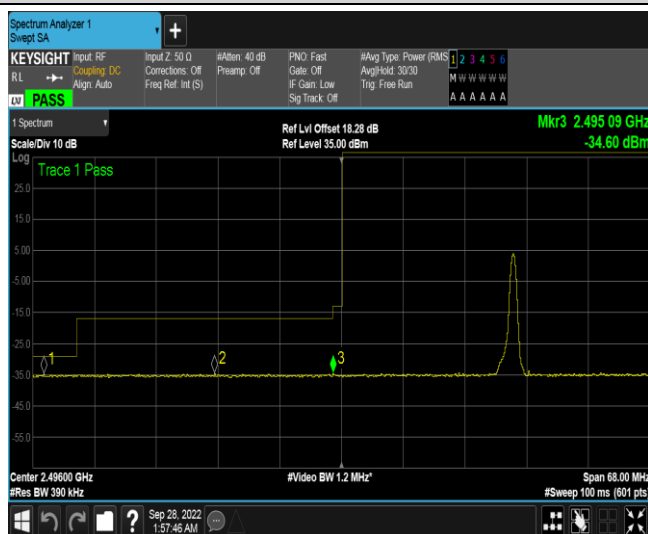 Spectrum Analyzer 1
Swept SA
+
KEYSIGHT
RL
LXI PASS
Input: RF
Coupling: DC
Align: Auto
Input Z: 50 Ω
Corrections: Off
Freq Ref: Int (S)
#Atten: 40 dB
Preamp: Off
PNO: Fast
Gate: Off
IF Gain: Low
Sig Track: Off
#Avg Type: Power (RMS
Avg|Hold: 30/30
Trig: Free Run
1 2 3 4 5 6
M W W W W W
A A A A A A
1 Spectrum
Scale/Div 10 dB
Ref Lvl Offset 18.28 dB
Ref Level 35.00 dBm
Mkr3 2.495 09 GHz
-34.60 dBm
Log
Trace 1 Pass
25.0
15.0
5.00
-5.00
-15.0
-25.0
-35.0
-45.0
-55.0
1
2
3
Center 2.49600 GHz
#Res BW 390 kHz
#Video BW 1.2 MHz*
Span 68.00 MHz
#Sweep 100 ms (601 pts)
?
Sep 28, 2022
1:57:46 AM